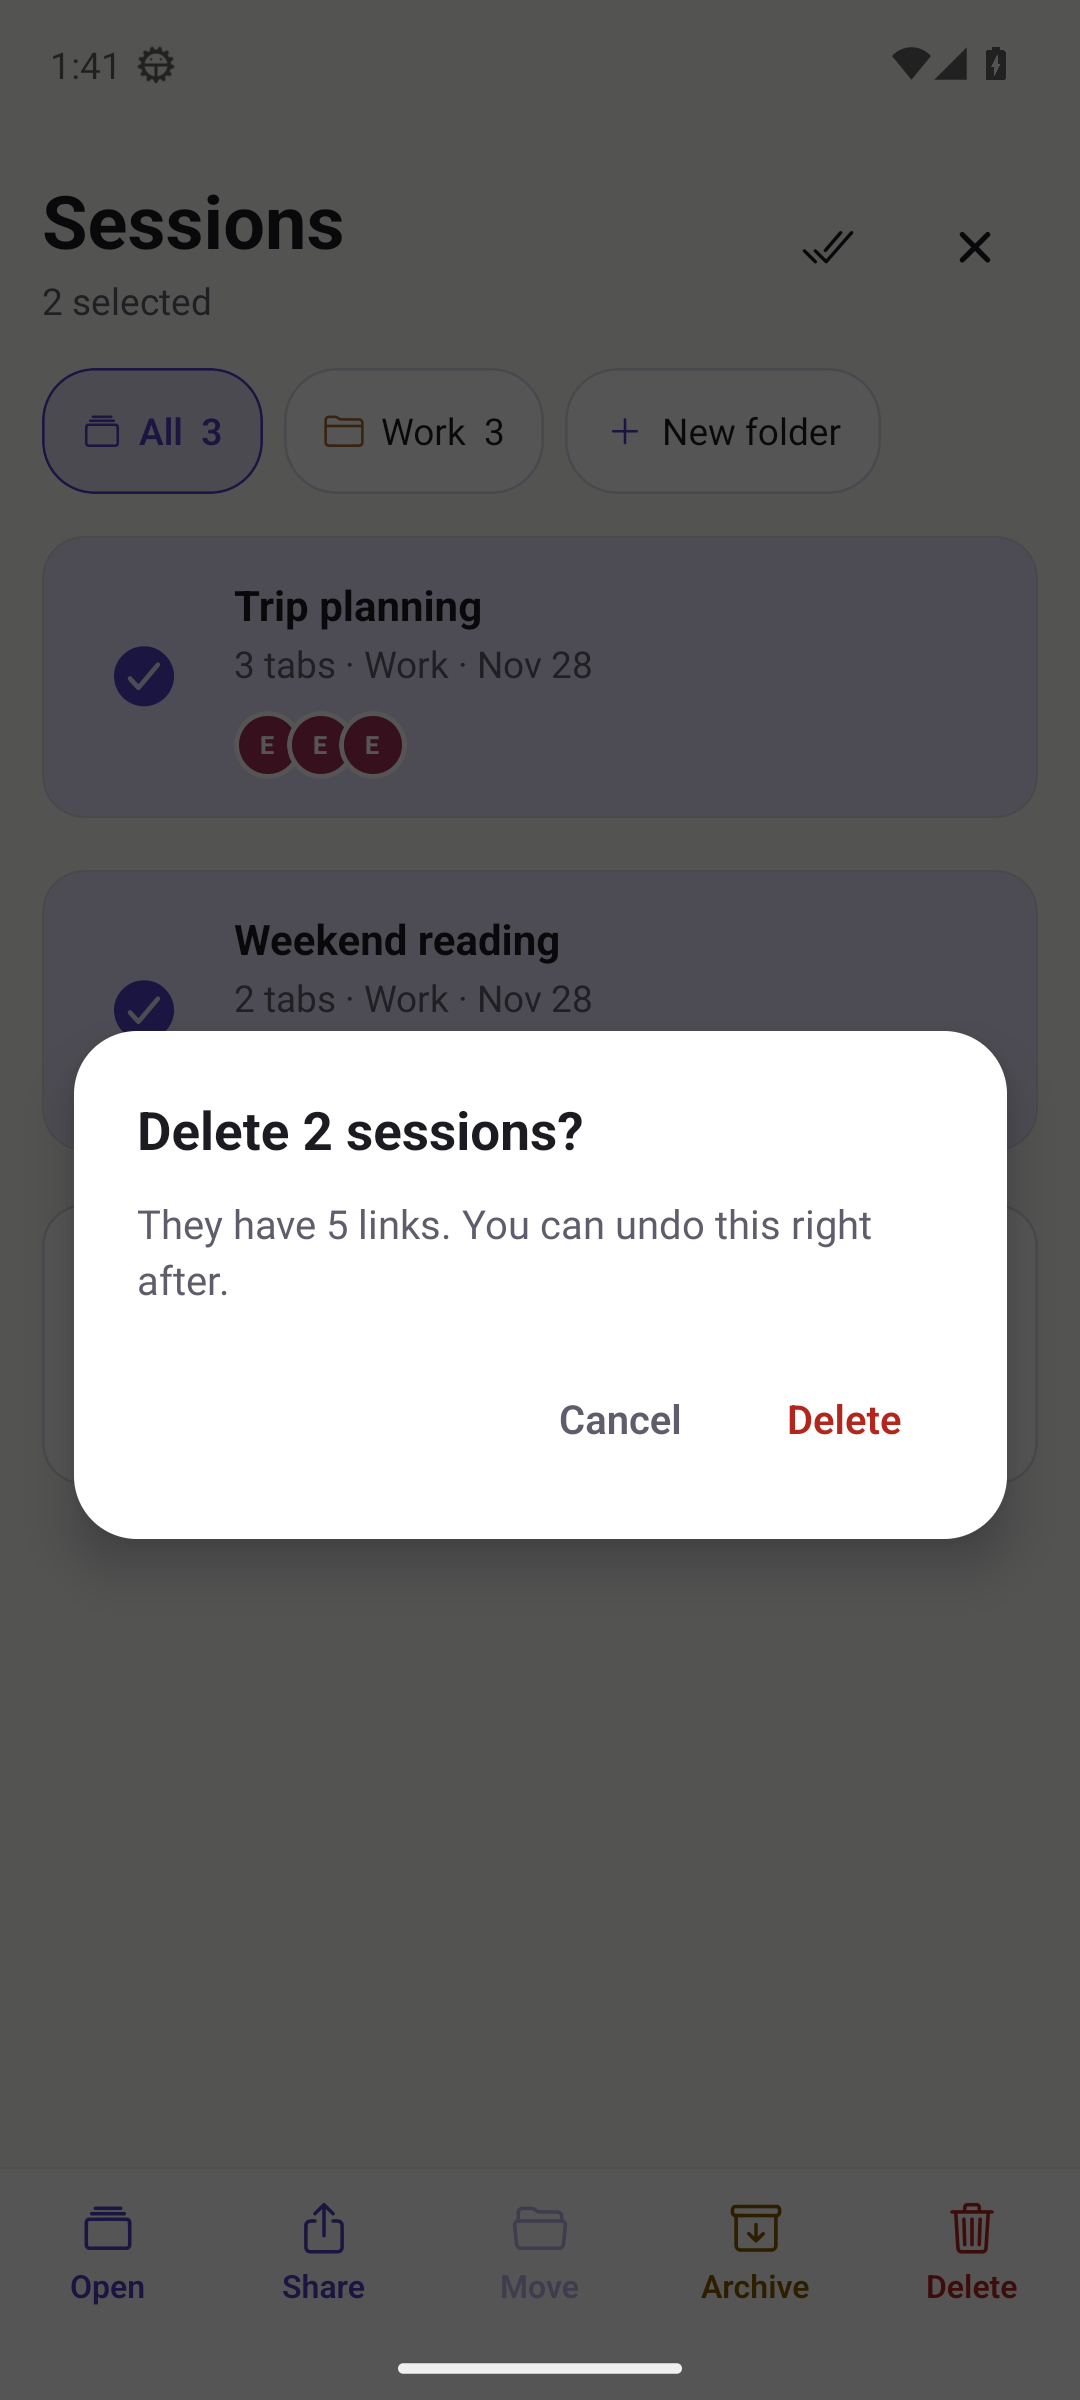 1:41
Sessions
2 selected
All 3
Work 3
New folder
Trip planning
3 tabs · Work · Nov 28
E E E
Weekend reading
2 tabs · Work · Nov 28
Delete 2 sessions?
They have 5 links. You can undo this right
after.
Cancel
Delete
Open
Share
Move
Archive
Delete